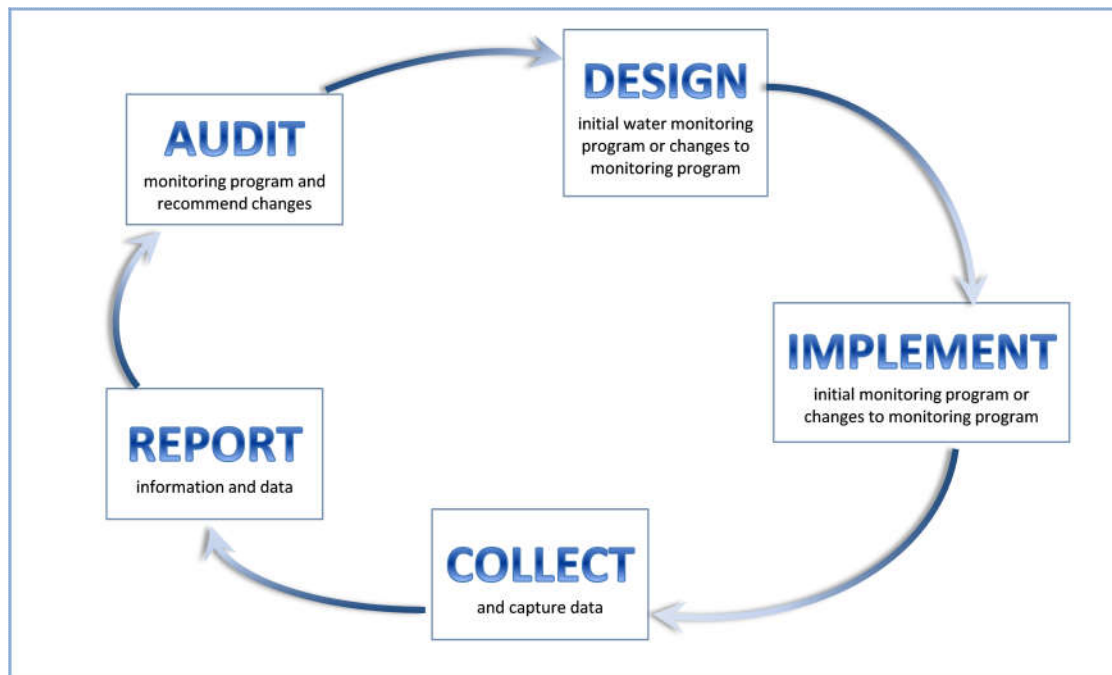 DESIGN
initial water monitoring
program or changes to
monitoring program
IMPLEMENT
initial monitoring program or
changes to monitoring program
COLLECT
and capture data
REPORT
information and data
AUDIT
monitoring program and
recommend changes